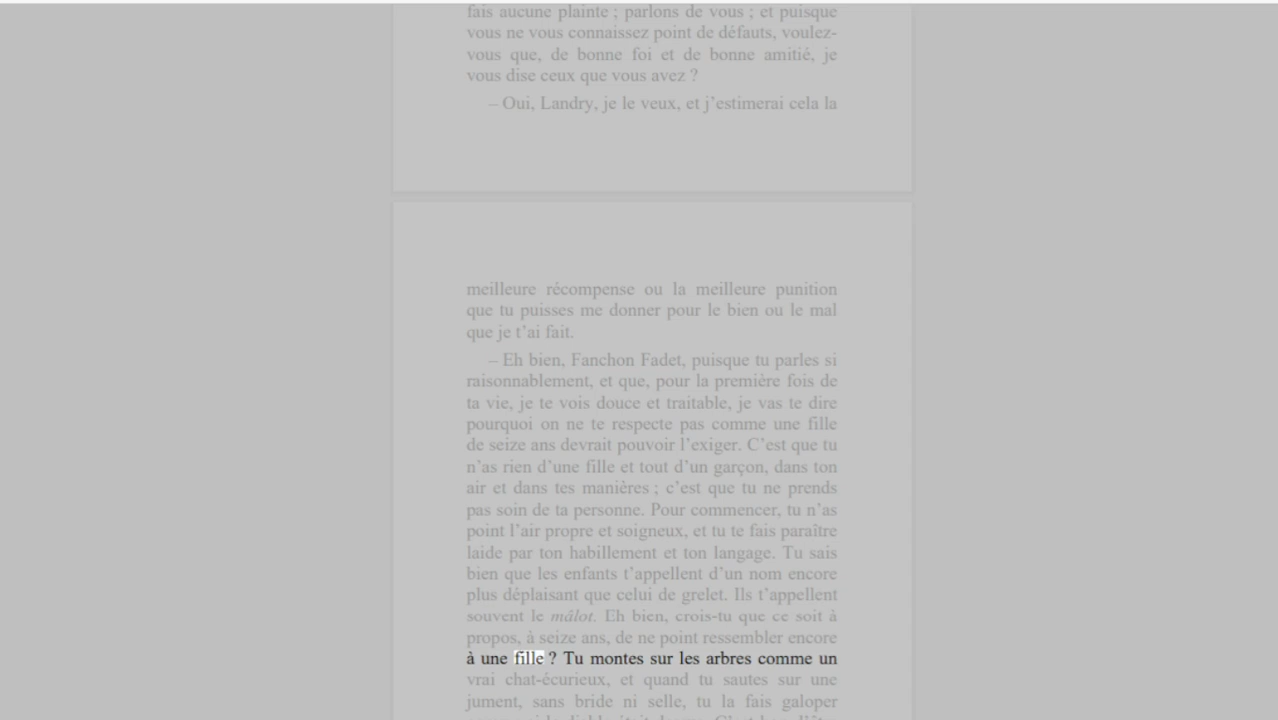 fais aucune plainte ; parlons de vous ; et puisque
vous ne vous connaissez point de défauts, voulez-
vous que, de bonne foi et de bonne amitié, je
vous dise ceux que vous avez ?
– Oui, Landry, je le veux, et j’estimerai cela la
meilleure récompense ou la meilleure punition
que tu puisses me donner pour le bien ou le mal
que je t’ai fait.
– Eh bien, Fanchon Fadet, puisque tu parles si
raisonnablement, et que, pour la première fois de
ta vie, je te vois douce et traitable, je vas te dire
pourquoi on ne te respecte pas comme une fille
de seize ans devrait pouvoir l’exiger. C’est que tu
n’as rien d’une fille et tout d’un garçon, dans ton
air et dans tes manières ; c’est que tu ne prends
pas soin de ta personne. Pour commencer, tu n’as
point l’air propre et soigneux, et tu te fais paraître
laide par ton habillement et ton langage. Tu sais
bien que les enfants t’appellent d’un nom encore
plus déplaisant que celui de grelet. Ils t’appellent
souvent le mâlot. Eh bien, crois-tu que ce soit à
propos, à seize ans, de ne point ressembler encore
à une fille ? Tu montes sur les arbres comme un
vrai chat-écurieux, et quand tu sautes sur une
jument, sans bride ni selle, tu la fais galoper